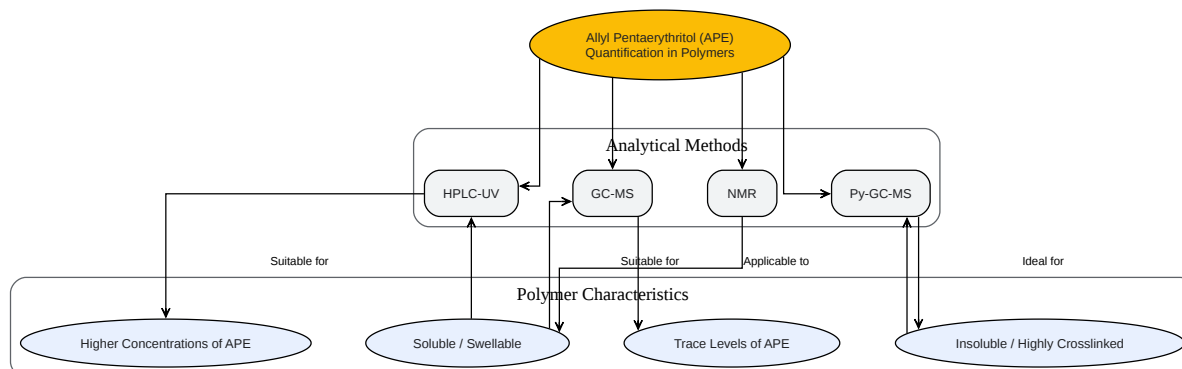 Allyl Pentaerythritol (APE)
Quantification in Polymers
Analytical Methods
HPLC-UV
GC-MS
NMR
Py-GC-MS
Suitable for
Suitable for
Applicable to
Ideal for
Polymer Characteristics
Higher Concentrations of APE
Soluble / Swellable
Trace Levels of APE
Insoluble / Highly Crosslinked